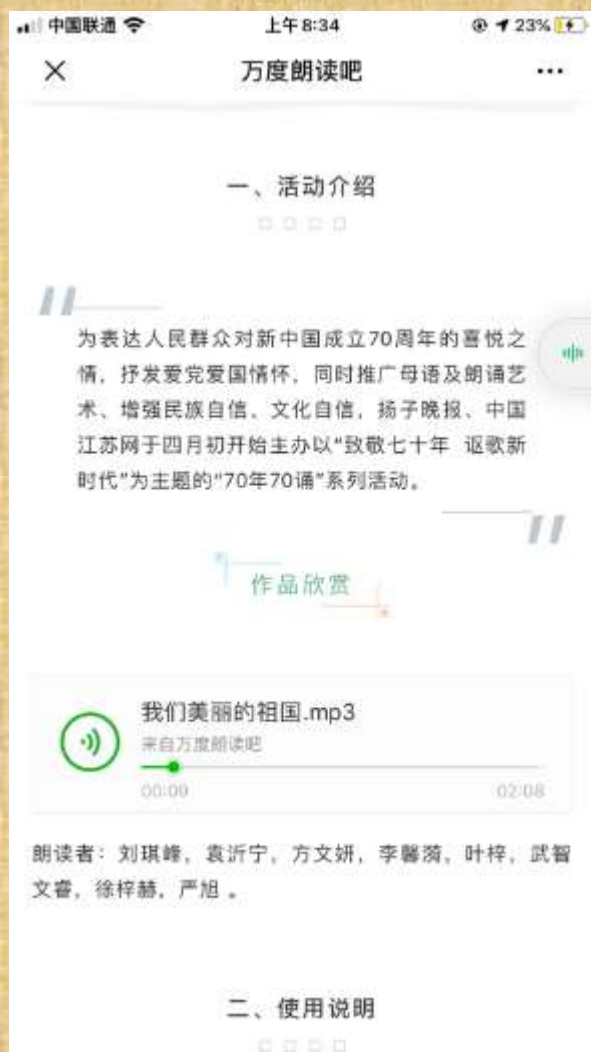 中国联通 上午8:34 23%
万度朗读吧
一、活动介绍
为表达人民群众对新中国成立70周年的喜悦之
情，抒发爱党爱国情怀，同时推广母语及朗诵艺
术、增强民族自信、文化自信，扬子晚报、中国
江苏网于四月初开始主办以“致敬七十年 讴歌新
时代”为主题的“70年70诵”系列活动。
作品欣赏
我们美丽的祖国.mp3
来自万度朗读吧
00:09 02:08
朗读者：刘琪峰，袁沂宁，方文妍，李馨漪，叶梓，武智
文睿，徐梓赫，严旭 。
二、使用说明